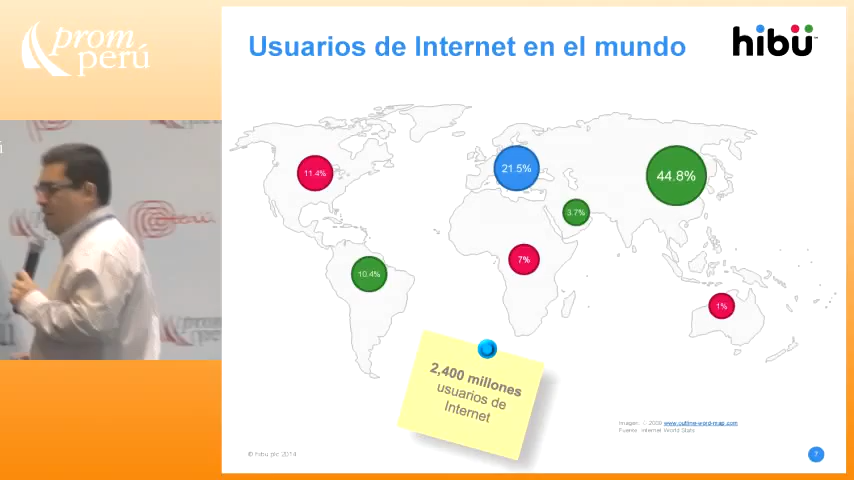 prom
perú
Usuarios de Internet en el mundo
hibü
11.4%
21.5%
44.8%
3.7%
7%
10.4%
1%
2,400 millones
usuarios de
Internet
Imagen: © 2009 www.outline-world-map.com
Fuente: Internet World Stats
© hibu plc 2014
7